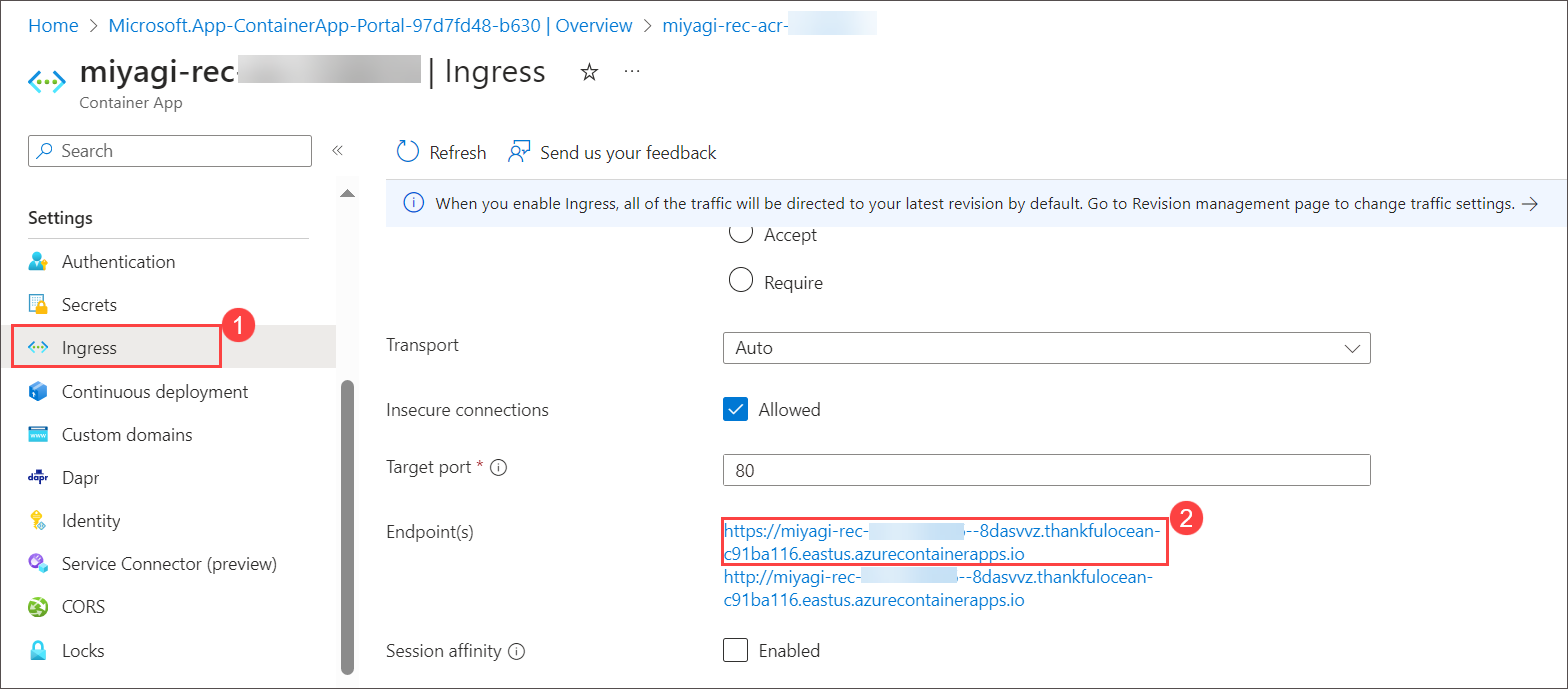 Home > Microsoft.App-ContainerApp-Portal-97d7fd48-b630 | Overview > miyagi-rec-acr-
miyagi-rec- | Ingress
Container App
Search
Refresh
Send us your feedback
When you enable Ingress, all of the traffic will be directed to your latest revision by default. Go to Revision management page to change traffic settings.
Settings
Authentication
Secrets
Ingress
1
Continuous deployment
Custom domains
Dapr
Identity
Service Connector (preview)
CORS
Locks
Accept
Require
Transport
Auto
Insecure connections
Allowed
Target port *
80
Endpoint(s)
https://miyagi-rec- --8dasvvz.thankfulocean-
c91ba116.eastus.azurecontainerapps.io
2
http://miyagi-rec- --8dasvvz.thankfulocean-
c91ba116.eastus.azurecontainerapps.io
Session affinity
Enabled